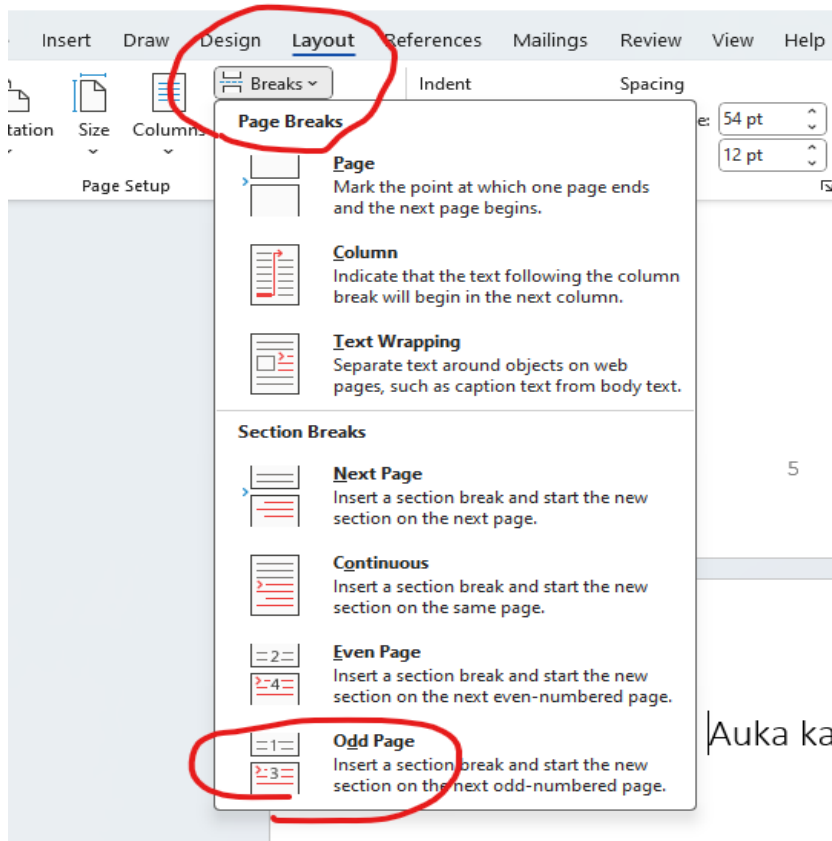 Insert Draw Design Layout References Mailings Review View Help
Breaks Indent Spacing
tation Size Columns
Page Setup
e: 54 pt
12 pt
Page Breaks
Page
Mark the point at which one page ends
and the next page begins.
Column
Indicate that the text following the column
break will begin in the next column.
Text Wrapping
Separate text around objects on web
pages, such as caption text from body text.
Section Breaks
Next Page
Insert a section break and start the new
section on the next page.
Continuous
Insert a section break and start the new
section on the same page.
=2=
4
Even Page
Insert a section break and start the new
section on the next even-numbered page.
=1=
3
Odd Page
Insert a section break and start the new
section on the next odd-numbered page.
5
Auka ka